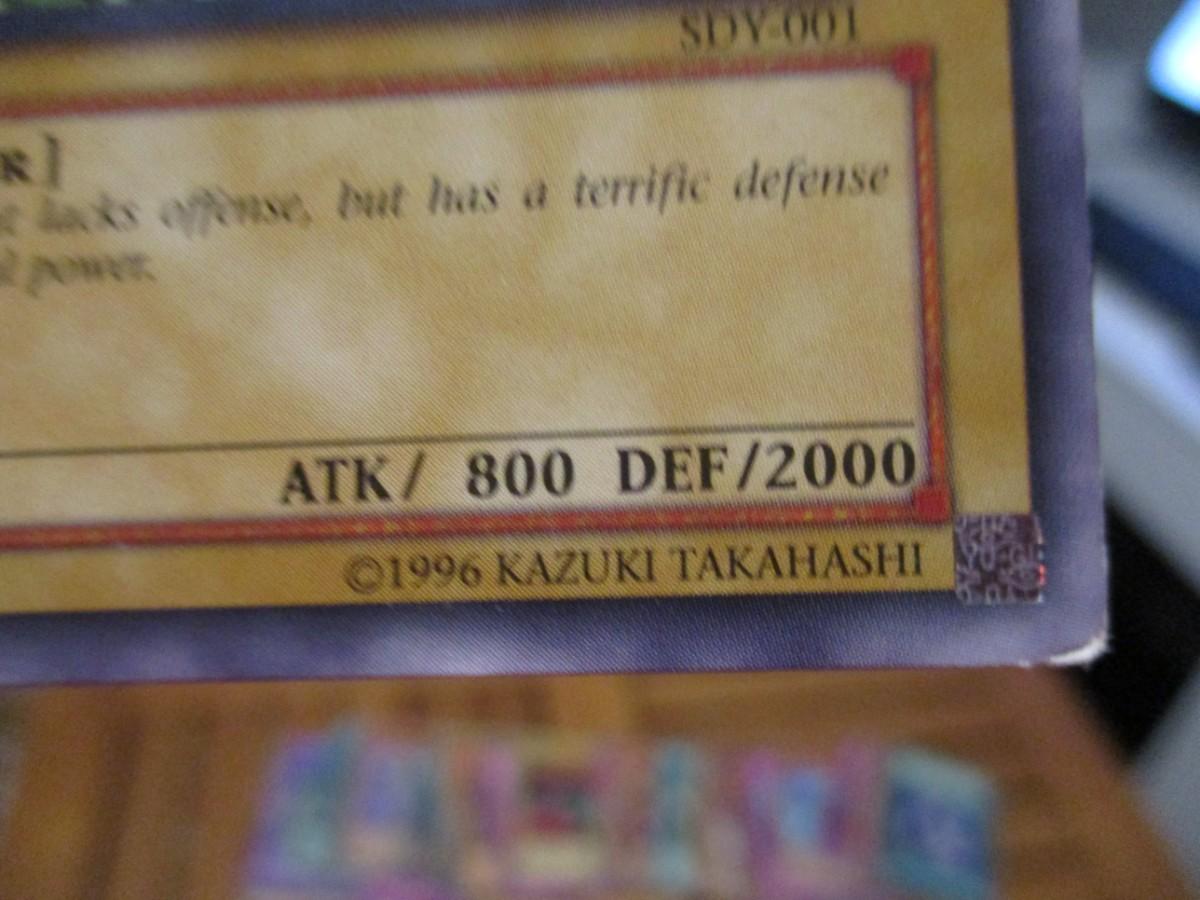 SDY-001
R]
lacks offense, but has a terrific defense
power.
ATK/ 800 DEF/2000
©1996 KAZUKI TAKAHASHI